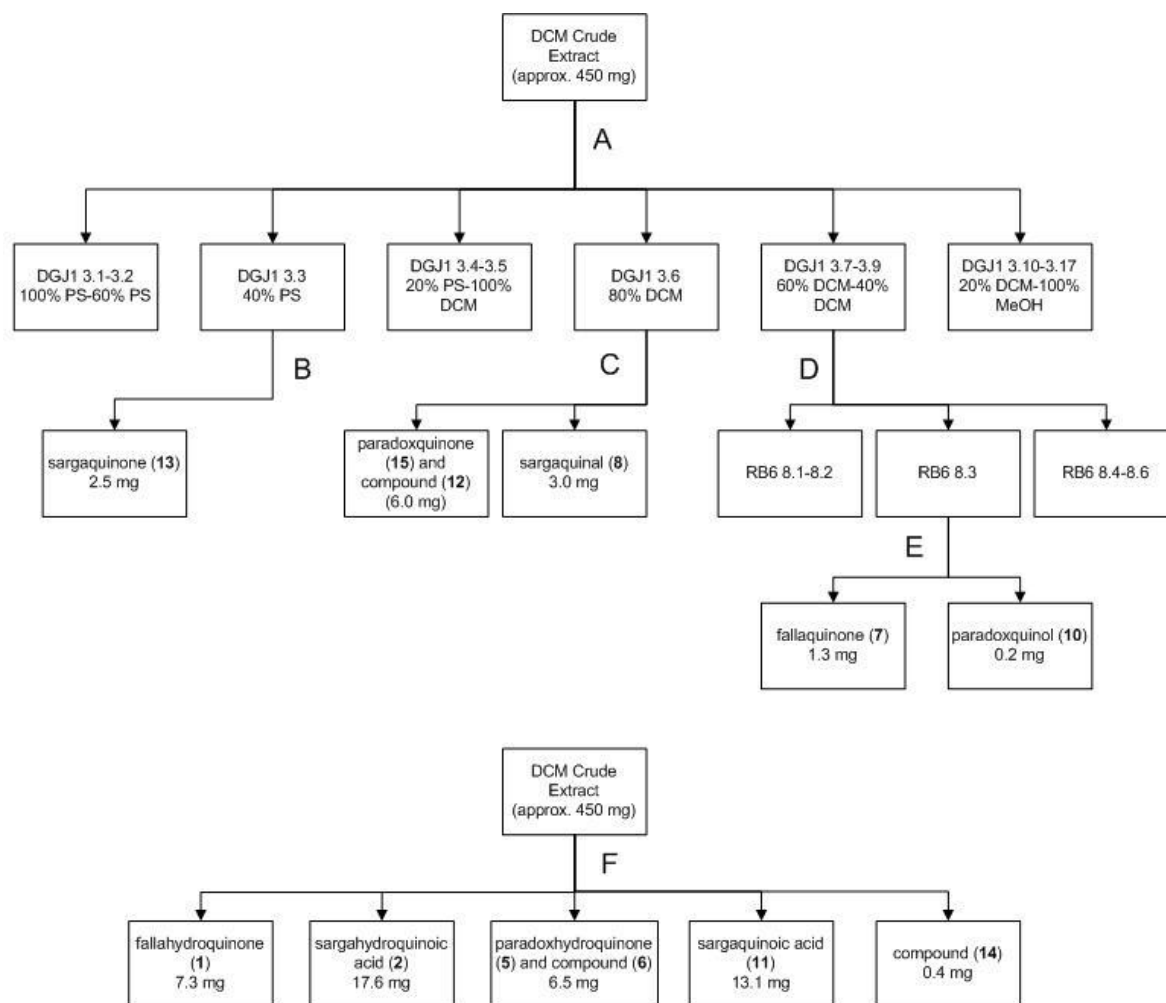 DCM Crude
Extract
(approx. 450 mg)
A
DGJ1 3.1-3.2
100% PS-60% PS
DGJ1 3.3
40% PS
DGJ1 3.4-3.5
20% PS-100%
DCM
DGJ1 3.6
80% DCM
DGJ1 3.7-3.9
60% DCM-40%
DCM
DGJ1 3.10-3.17
20% DCM-100%
MeOH
B
C
D
sargaquinone (13)
2.5 mg
paradoxquinone
(15) and
compound (12)
(6.0 mg)
sargaquinal (8)
3.0 mg
RB6 8.1-8.2
RB6 8.3
RB6 8.4-8.6
E
fallaquinone (7)
1.3 mg
paradoxquinol (10)
0.2 mg
DCM Crude
Extract
(approx. 450 mg)
F
fallahydroquinone
(1)
7.3 mg
sargahydroquinoic
acid (2)
17.6 mg
paradoxhydroquinone
(5) and compound (6)
6.5 mg
sargaquinoic acid
(11)
13.1 mg
compound (14)
0.4 mg